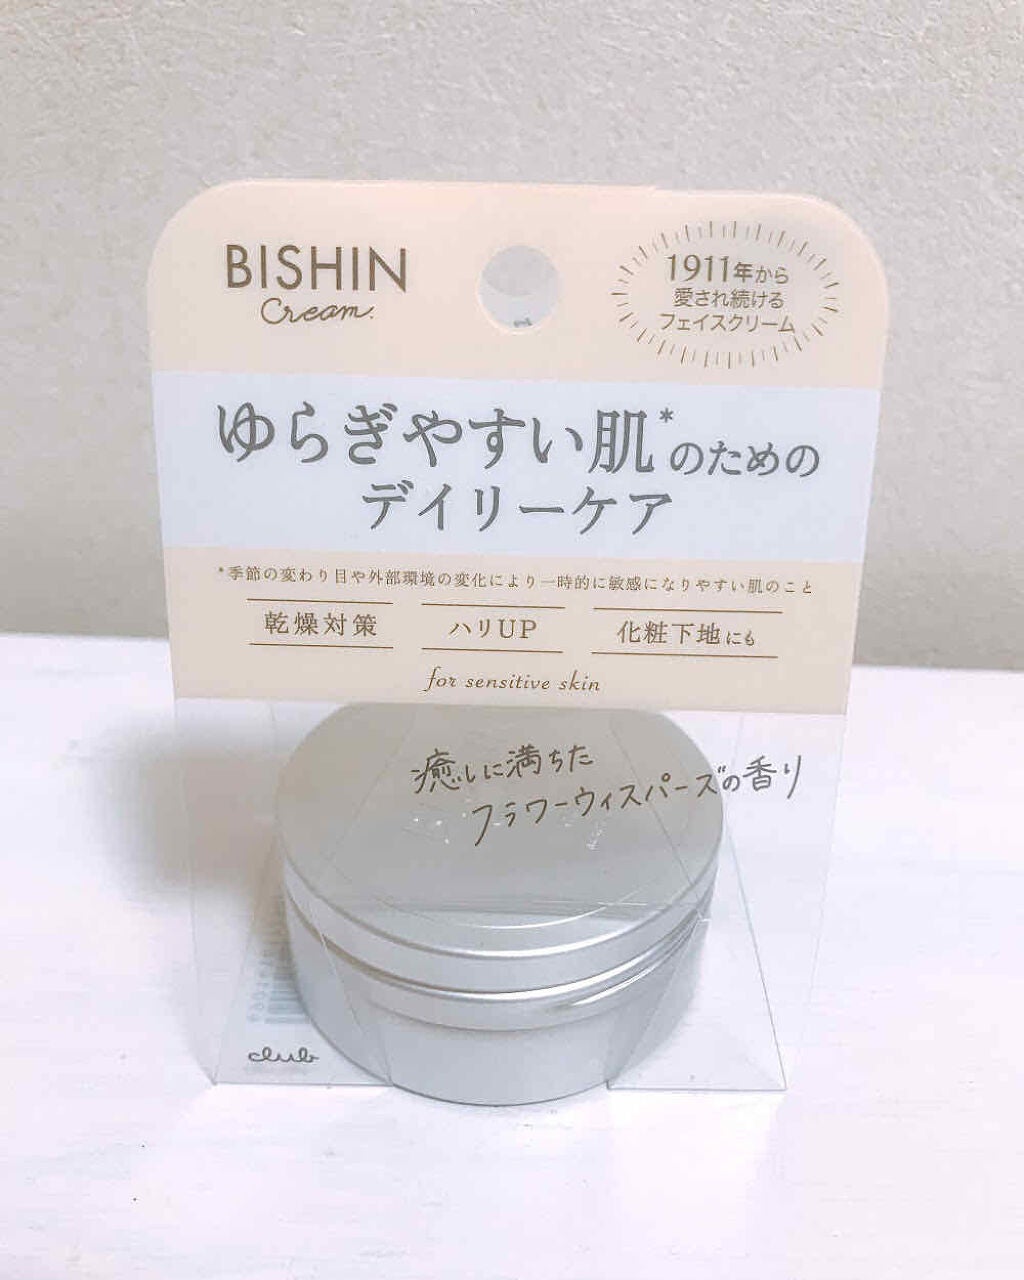 BISHIN
Cream.
1911年から
愛され続ける
フェイスクリーム
ゆらぎやすい肌*のための
デイリーケア
*季節の変わり目や外部環境の変化により一時的に敏感になりやすい肌のこと
乾燥対策
ハリUP
化粧下地にも
for sensitive skin
癒しに満ちた
フラワーウィスパーズの香り
club